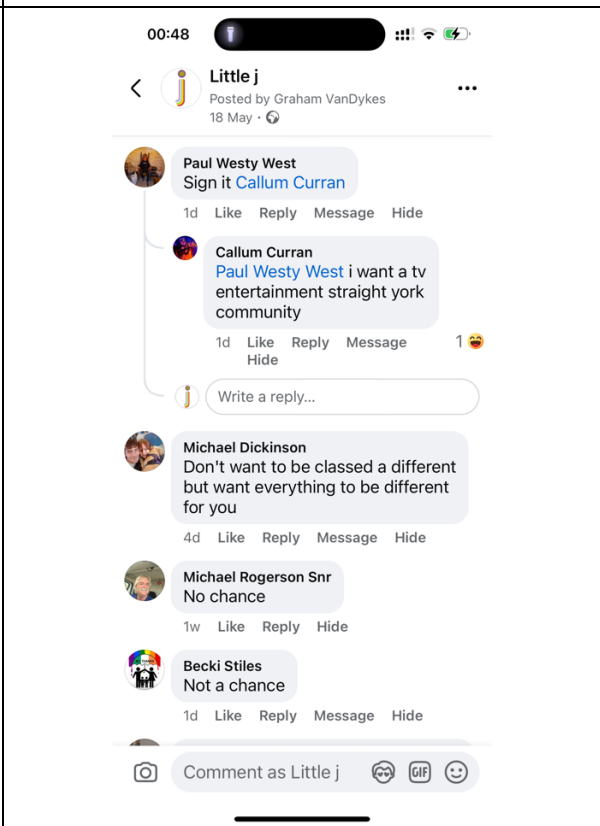 00:48
Little j
Posted by Graham VanDykes
18 May ·
Paul Westy West
Sign it Callum Curran
1d Like Reply Message Hide
Callum Curran
Paul Westy West i want a tv
entertainment straight york
community
1d Like Reply Message
Hide
1
Write a reply...
Michael Dickinson
Don't want to be classed a different
but want everything to be different
for you
4d Like Reply Message Hide
Michael Rogerson Snr
No chance
1w Like Reply Hide
Becki Stiles
Not a chance
1d Like Reply Message Hide
Comment as Little j
GIF